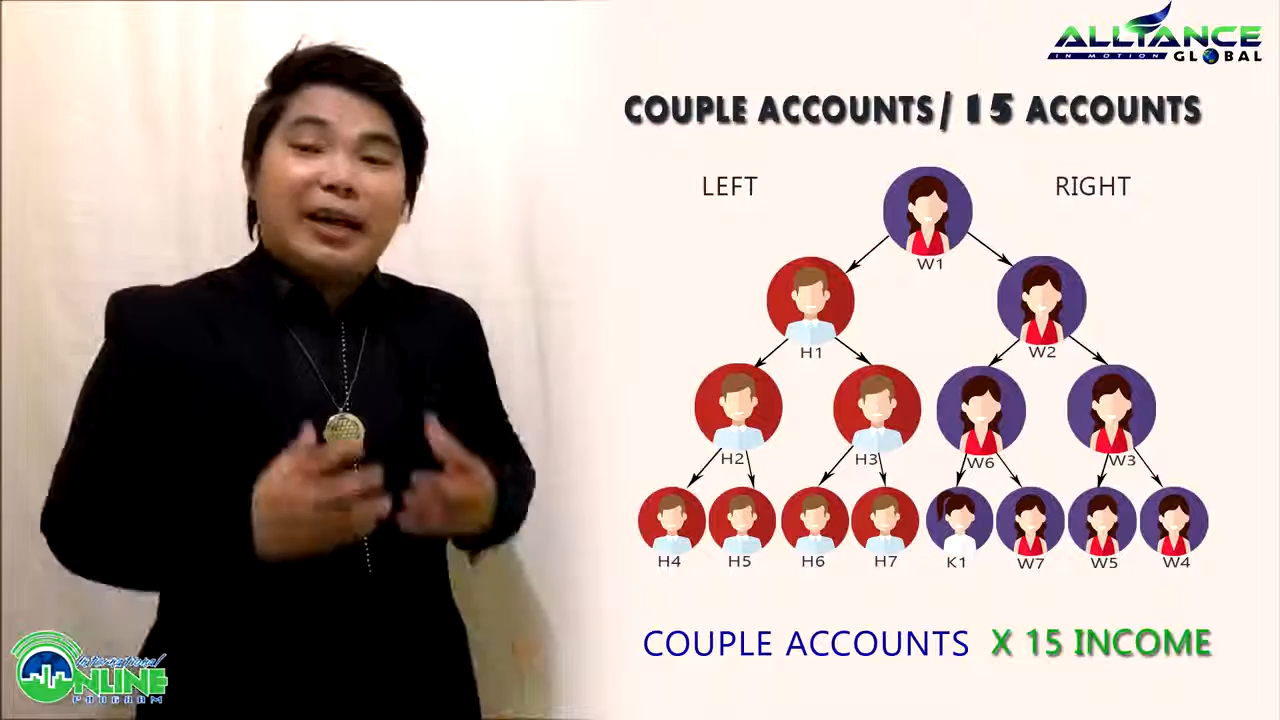 ALLIANCE
IN MOTION GLOBAL
COUPLE ACCOUNTS/ 15 ACCOUNTS
LEFT
RIGHT
W1
H1
W2
H2
H3
W6
W3
H4
H5
H6
H7
K1
W7
W5
W4
COUPLE ACCOUNTS X 15 INCOME
International
ONLINE
PROGRAM